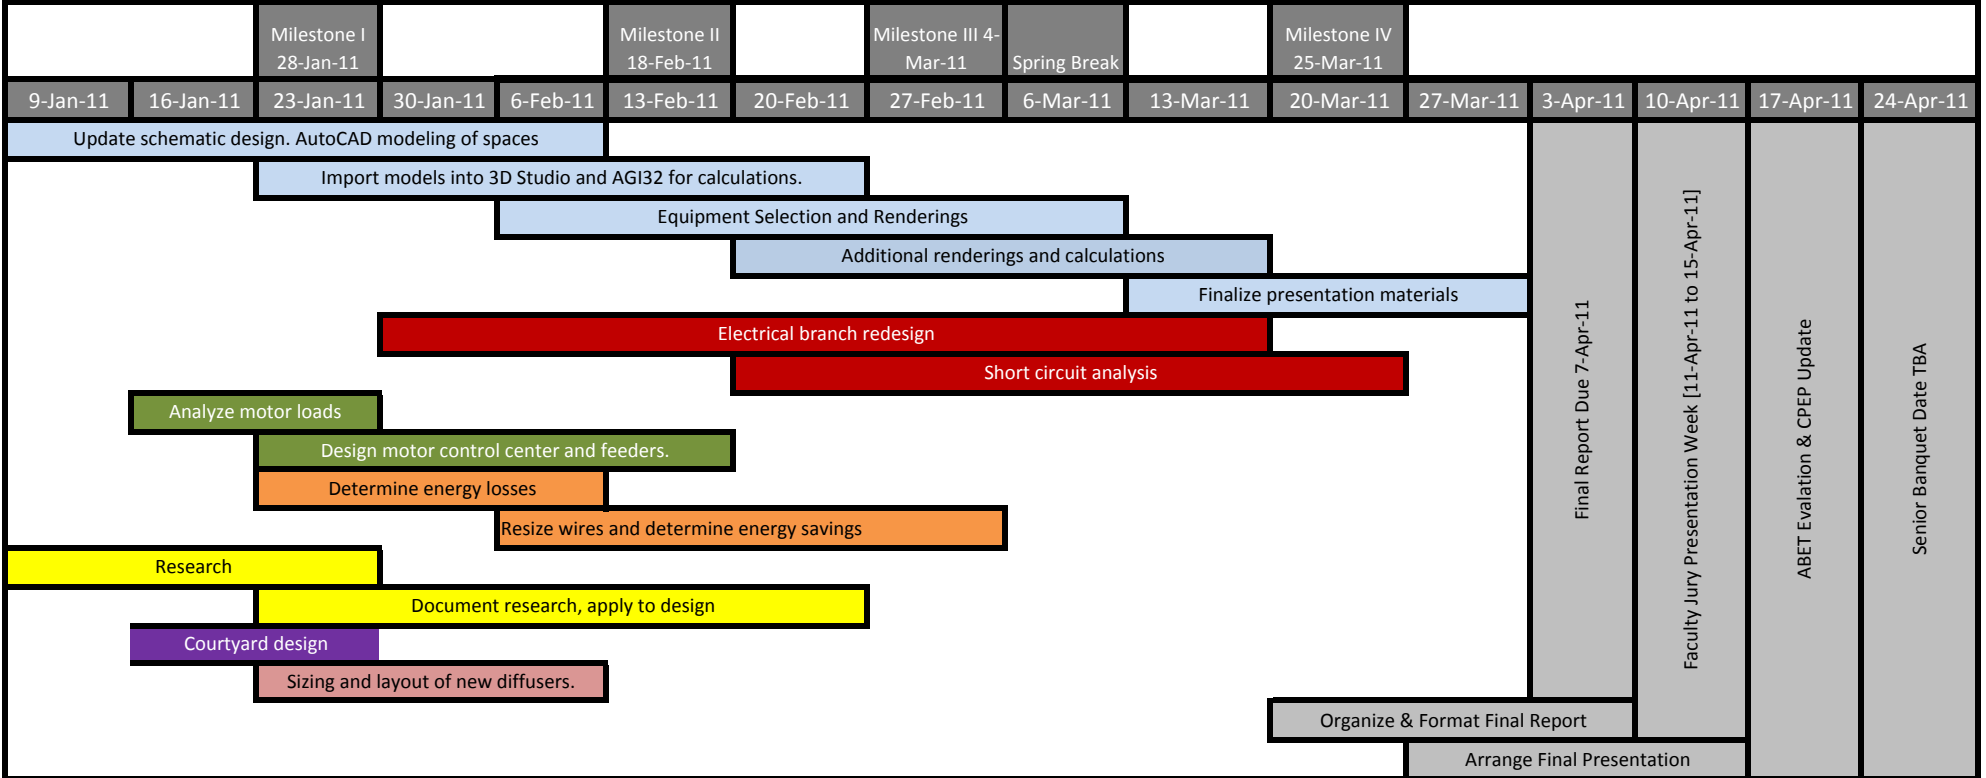 Milestone I
28-Jan-11
Milestone II
18-Feb-11
Milestone III 4-
Mar-11
Spring Break
Milestone IV
25-Mar-11
9-Jan-11 16-Jan-11 23-Jan-11 30-Jan-11 6-Feb-11 13-Feb-11 20-Feb-11 27-Feb-11 6-Mar-11 13-Mar-11 20-Mar-11 27-Mar-11 3-Apr-11 10-Apr-11 17-Apr-11 24-Apr-11
Update schematic design. AutoCAD modeling of spaces
Import models into 3D Studio and AGI32 for calculations.
Equipment Selection and Renderings
Additional renderings and calculations
Finalize presentation materials
Electrical branch redesign
Short circuit analysis
Analyze motor loads
Design motor control center and feeders.
Determine energy losses
Resize wires and determine energy savings
Research
Document research, apply to design
Courtyard design
Sizing and layout of new diffusers.
Organize & Format Final Report
Arrange Final Presentation
Final Report Due 7-Apr-11
Faculty Jury Presentation Week [11-Apr-11 to 15-Apr-11]
ABET Evalation & CPEP Update
Senior Banquet Date TBA